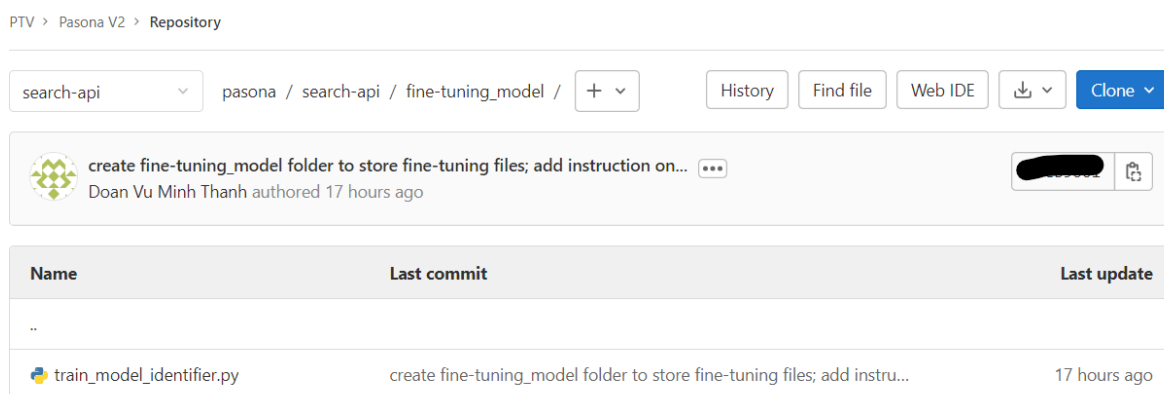 PTV > Pasona V2 > Repository
search-api pasona / search-api / fine-tuning_model / + History Find file Web IDE Clone
create fine-tuning_model folder to store fine-tuning files; add instruction on... •••
Doan Vu Minh Thanh authored 17 hours ago
Name Last commit Last update
..
train_model_identifier.py create fine-tuning_model folder to store fine-tuning files; add instru... 17 hours ago